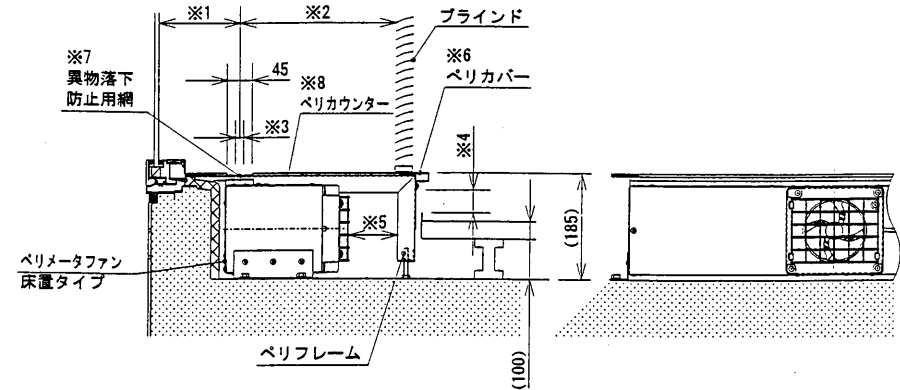 ※1
※2
ブラインド
※7
異物落下
防止用網
45
※8
ペリカウンター
※6
ペリカバー
※3
※4
※5
(185)
ペリメータファン
床置タイプ
ペリフレーム
(100)